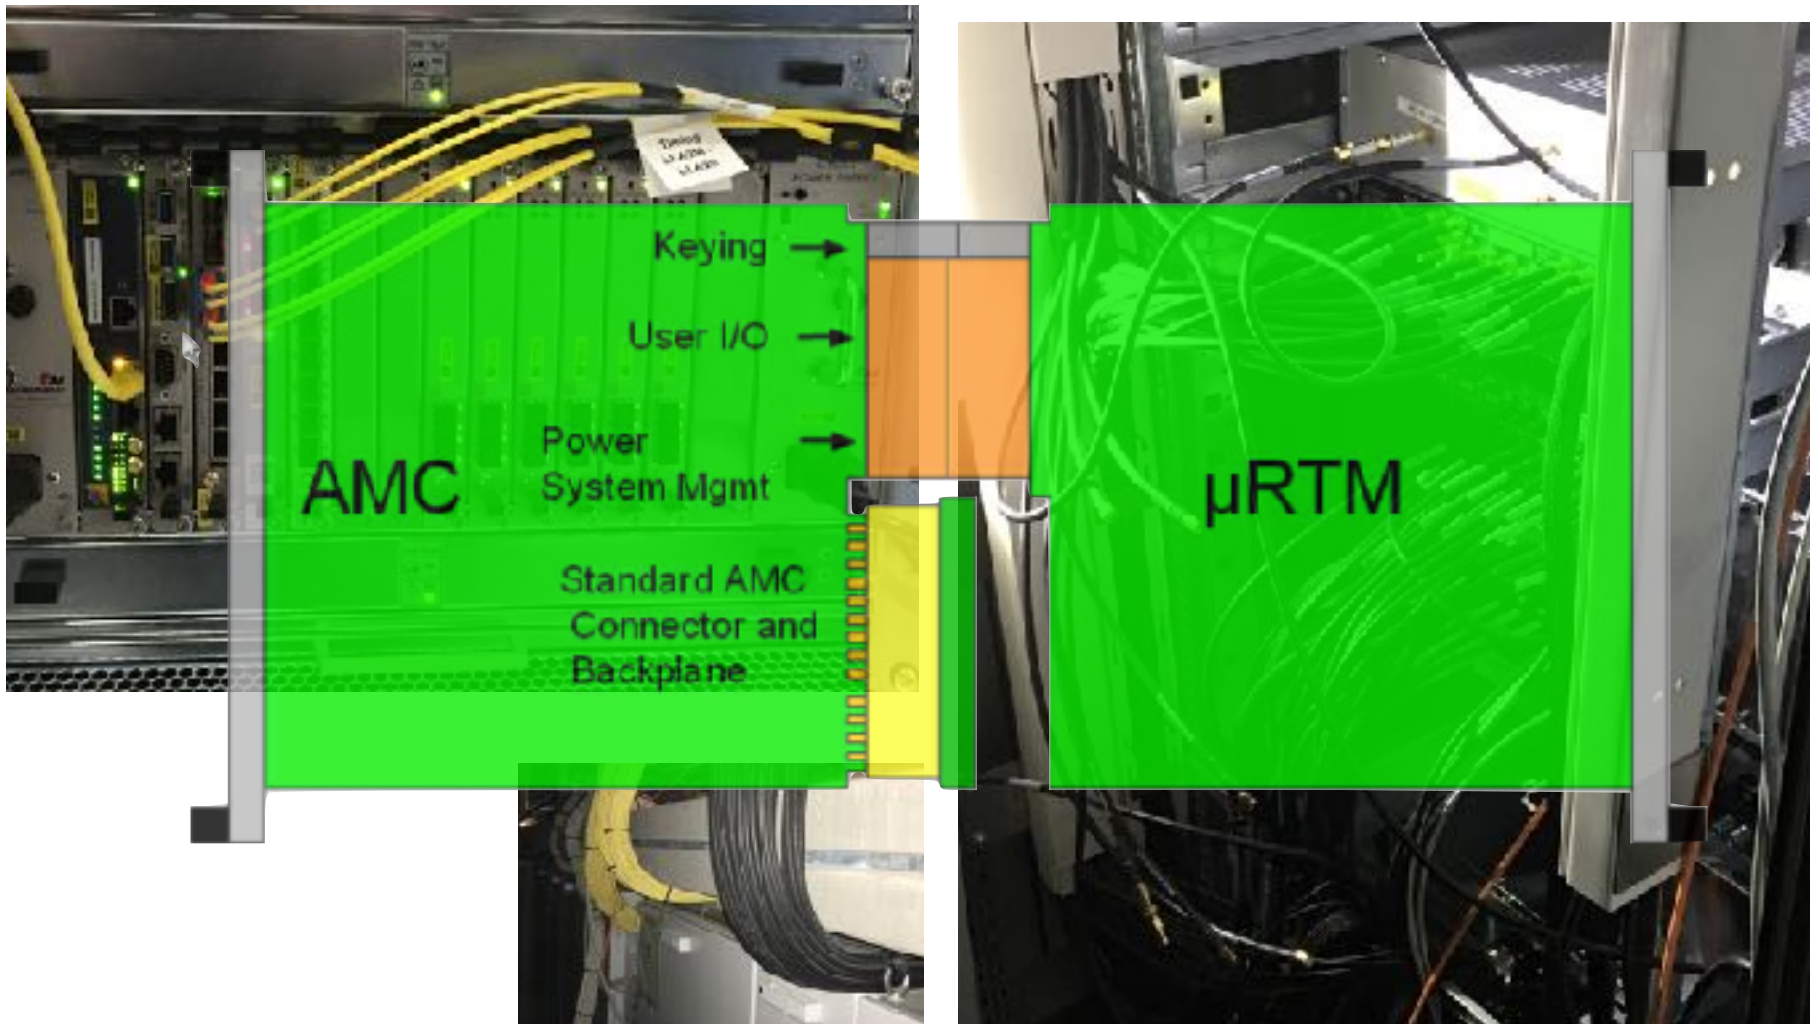 Keying
User I/O
Power
System Mgmt
AMC
µRTM
Standard AMC
Connector and
Backplane